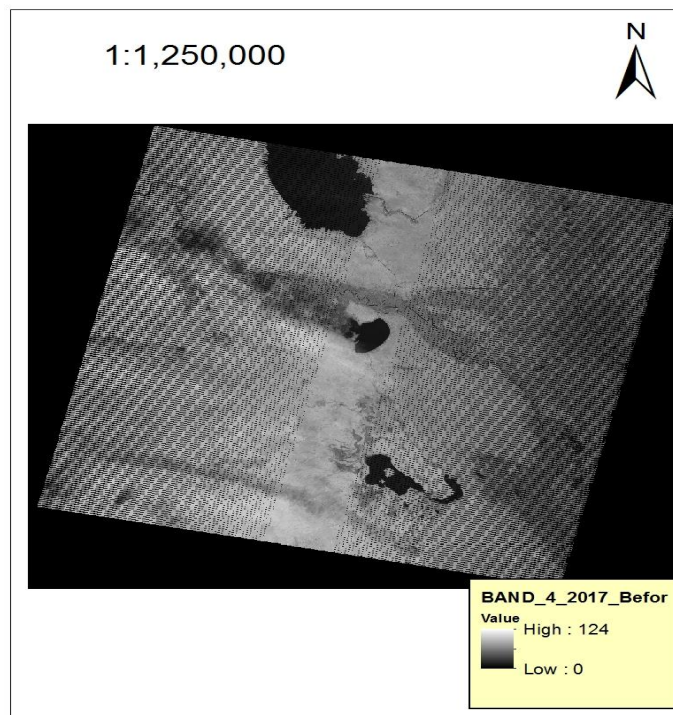 1:1,250,000
N
BAND_4_2017_Befor
Value
High : 124
Low : 0